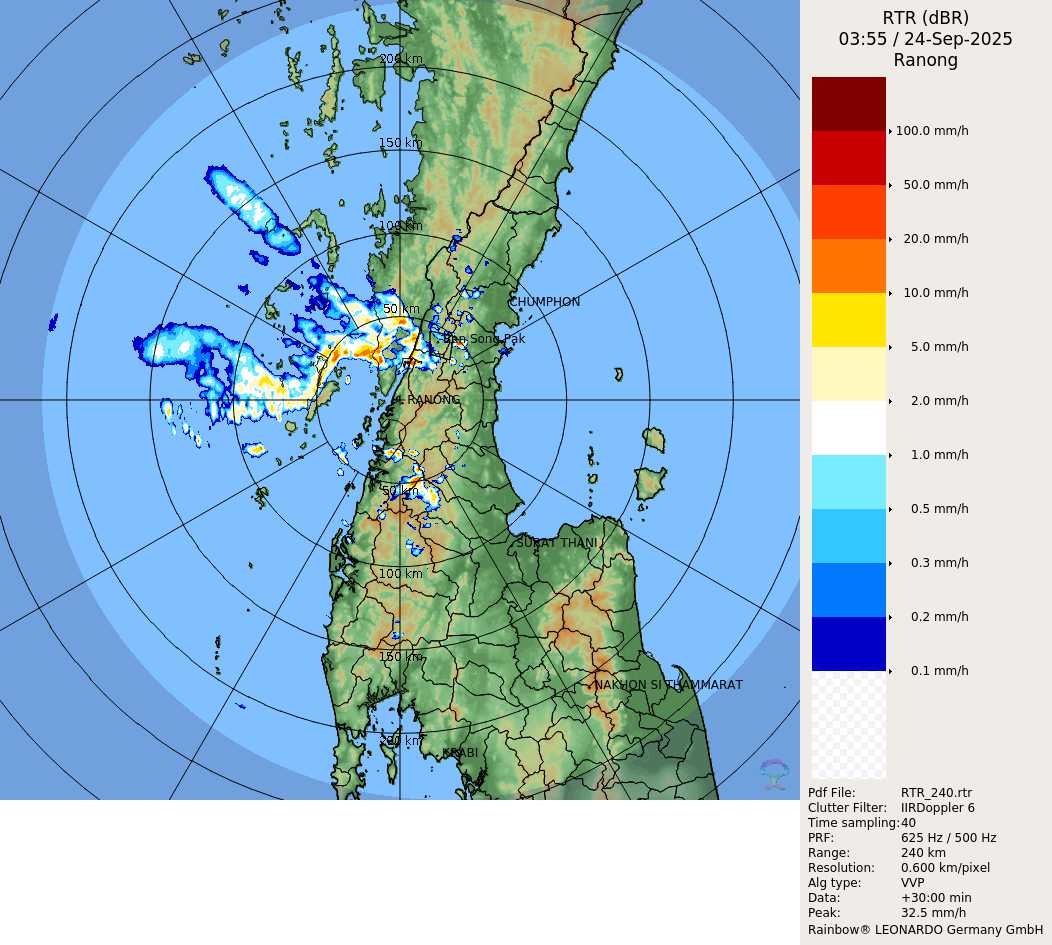 RTR (dBR)
03:55 / 24-Sep-2025
Ranong
200 km
150 km
100 km
50 km
CHUMPHON
Ban Song Pak
RANONG
50 km
SURAT THANI
100 km
150 km
NAKHON SI THAMMARAT
200 km
KRABI
100.0 mm/h
50.0 mm/h
20.0 mm/h
10.0 mm/h
5.0 mm/h
2.0 mm/h
1.0 mm/h
0.5 mm/h
0.3 mm/h
0.2 mm/h
0.1 mm/h
Pdf File: RTR_240.rtr
Clutter Filter: IIRDoppler 6
Time sampling: 40
PRF: 625 Hz / 500 Hz
Range: 240 km
Resolution: 0.600 km/pixel
Alg type: VVP
Data: +30:00 min
Peak: 32.5 mm/h
Rainbow® LEONARDO Germany GmbH